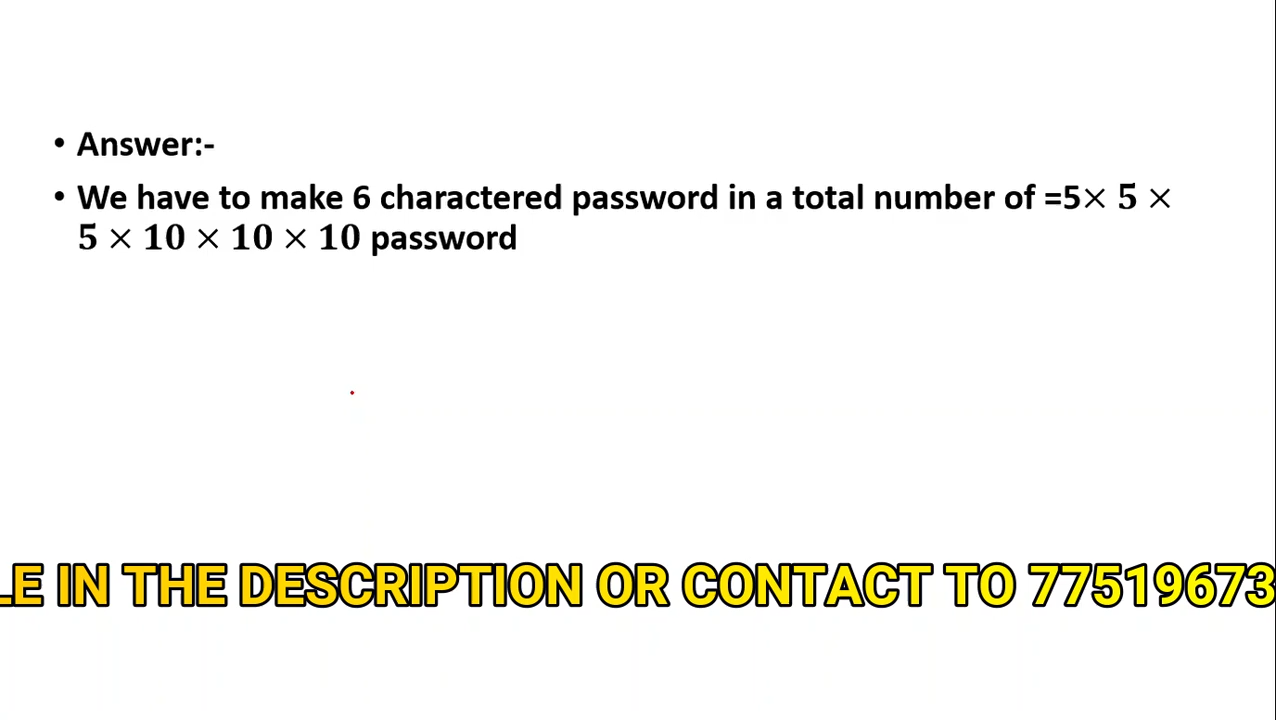 • Answer:-
• We have to make 6 charactered password in a total number of =5× 5 ×
5 × 10 × 10 × 10 password
LE IN THE DESCRIPTION OR CONTACT TO 77519673